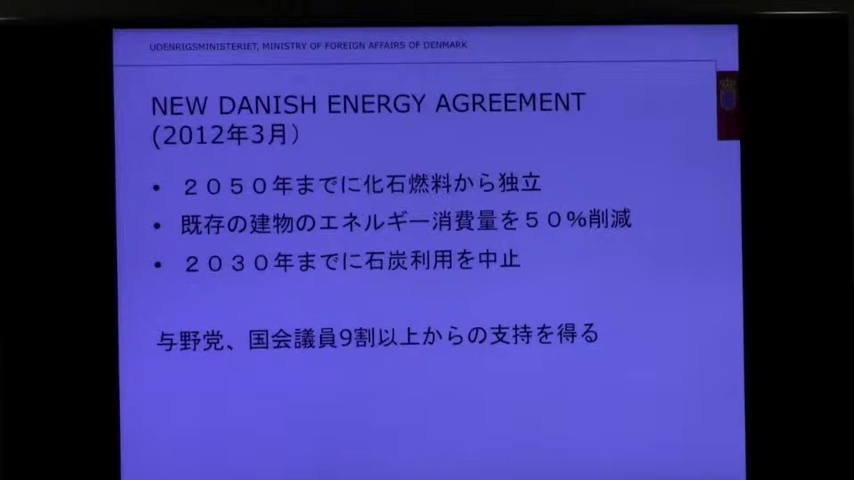 UDENRIGSMINISTERIET, MINISTRY OF FOREIGN AFFAIRS OF DENMARK
NEW DANISH ENERGY AGREEMENT
(2012年3月)
• 2050年までに化石燃料から独立
• 既存の建物のエネルギー消費量を50%削減
• 2030年までに石炭利用を中止
与野党、国会議員9割以上からの支持を得る